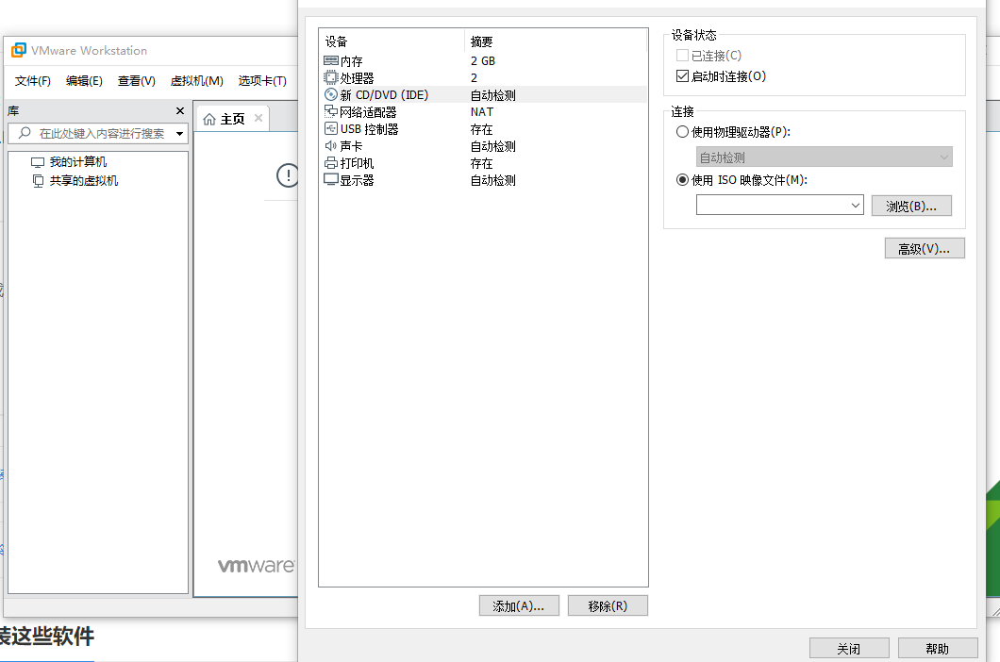 VMware Workstation
文件(F) 编辑(E) 查看(V) 虚拟机(M) 选项卡(T)
库
主页
在此处键入内容进行搜索
我的计算机
共享的虚拟机
vmware
装这些软件
设备 摘要
内存 2 GB
处理器 2
新 CD/DVD (IDE) 自动检测
网络适配器 NAT
USB 控制器 存在
声卡 自动检测
打印机 存在
显示器 自动检测
添加(A)... 移除(R)
设备状态
已连接(C)
启动时连接(O)
连接
使用物理驱动器(P):
自动检测
使用 ISO 映像文件(M):
浏览(B)...
高级(V)...
关闭 帮助